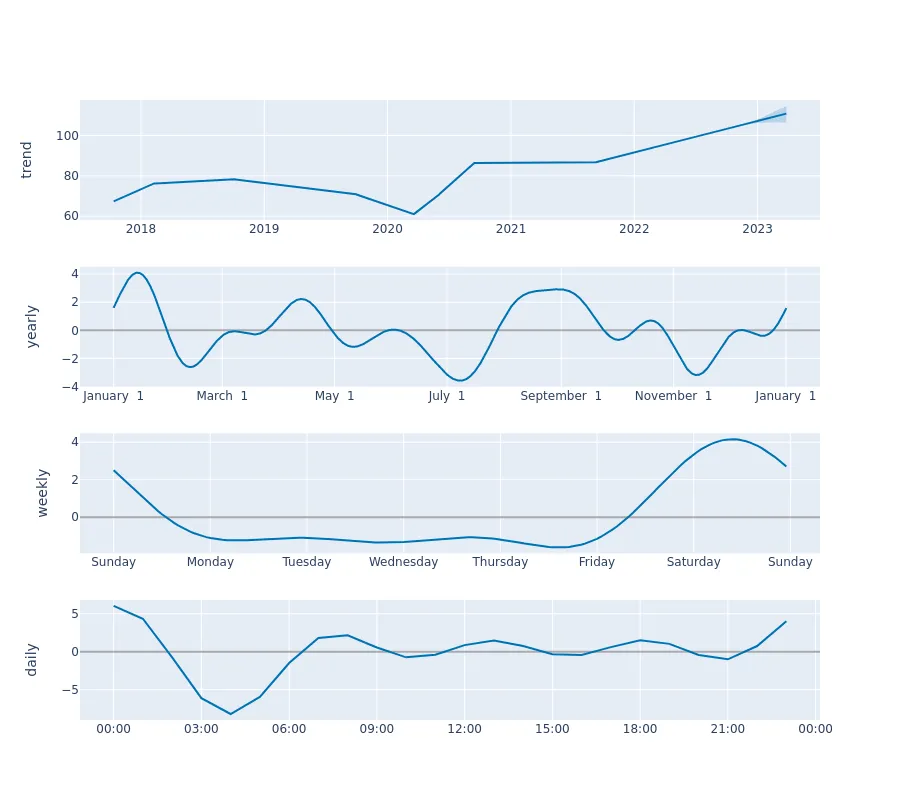 trend
100
80
60
2018 2019 2020 2021 2022 2023
yearly
4
2
0
−2
−4
January 1 March 1 May 1 July 1 September 1 November 1 January 1
weekly
4
2
0
Sunday Monday Tuesday Wednesday Thursday Friday Saturday Sunday
daily
5
0
−5
00:00 03:00 06:00 09:00 12:00 15:00 18:00 21:00 00:00